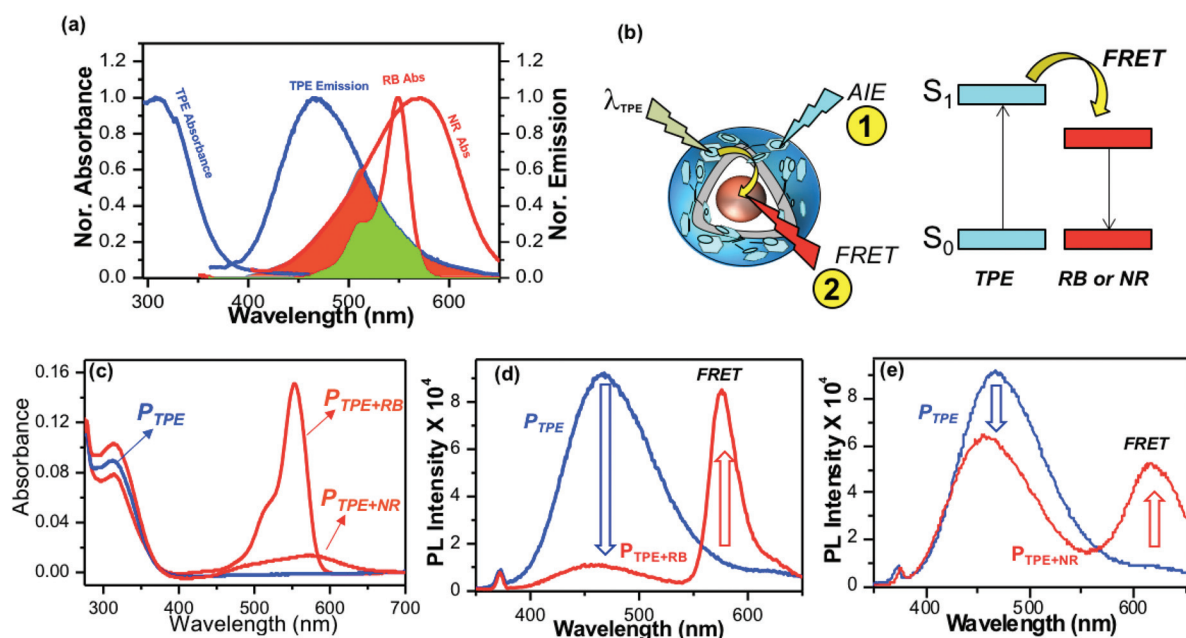 (a)
1.2
1.0
0.8
0.6
0.4
0.2
0.0
Nor. Absorbance
TPE Absorbance
TPE Emission
RB Abs
NR Abs
1.2
1.0
0.8
0.6
0.4
0.2
0.0
Nor. Emission
300 400 500 600
Wavelength (nm)
(b)
λTPE
AIE
1
FRET
2
FRET
S1
S0
TPE
RB or NR
(c)
0.16
0.12
0.08
0.04
0.00
Absorbance
PTPE
PTPE+RB
PTPE+NR
300 400 500 600 700
Wavelength (nm)
(d)
10
8
6
4
2
0
PL Intensity X 10^4
PTPE
FRET
PTPE+RB
400 500 600
Wavelength (nm)
(e)
8
6
4
2
0
PL Intensity X 10^4
PTPE
FRET
PTPE+NR
400 500 600
Wavelength (nm)